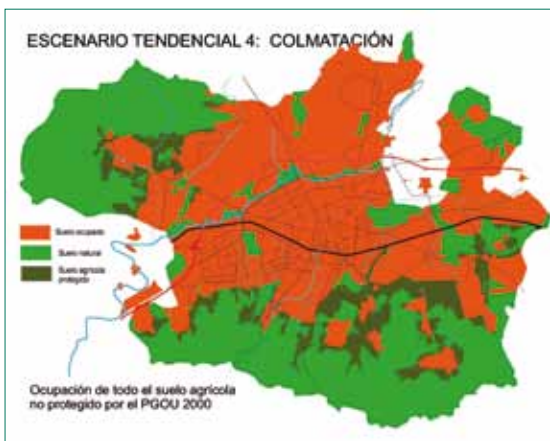 ESCENARIO TENDENCIAL 4: COLMATACIÓN
Suelo ocupado
Suelo natural
Suelo agrícola
protegido
Ocupación de todo el suelo agrícola
no protegido por el PGOU 2000